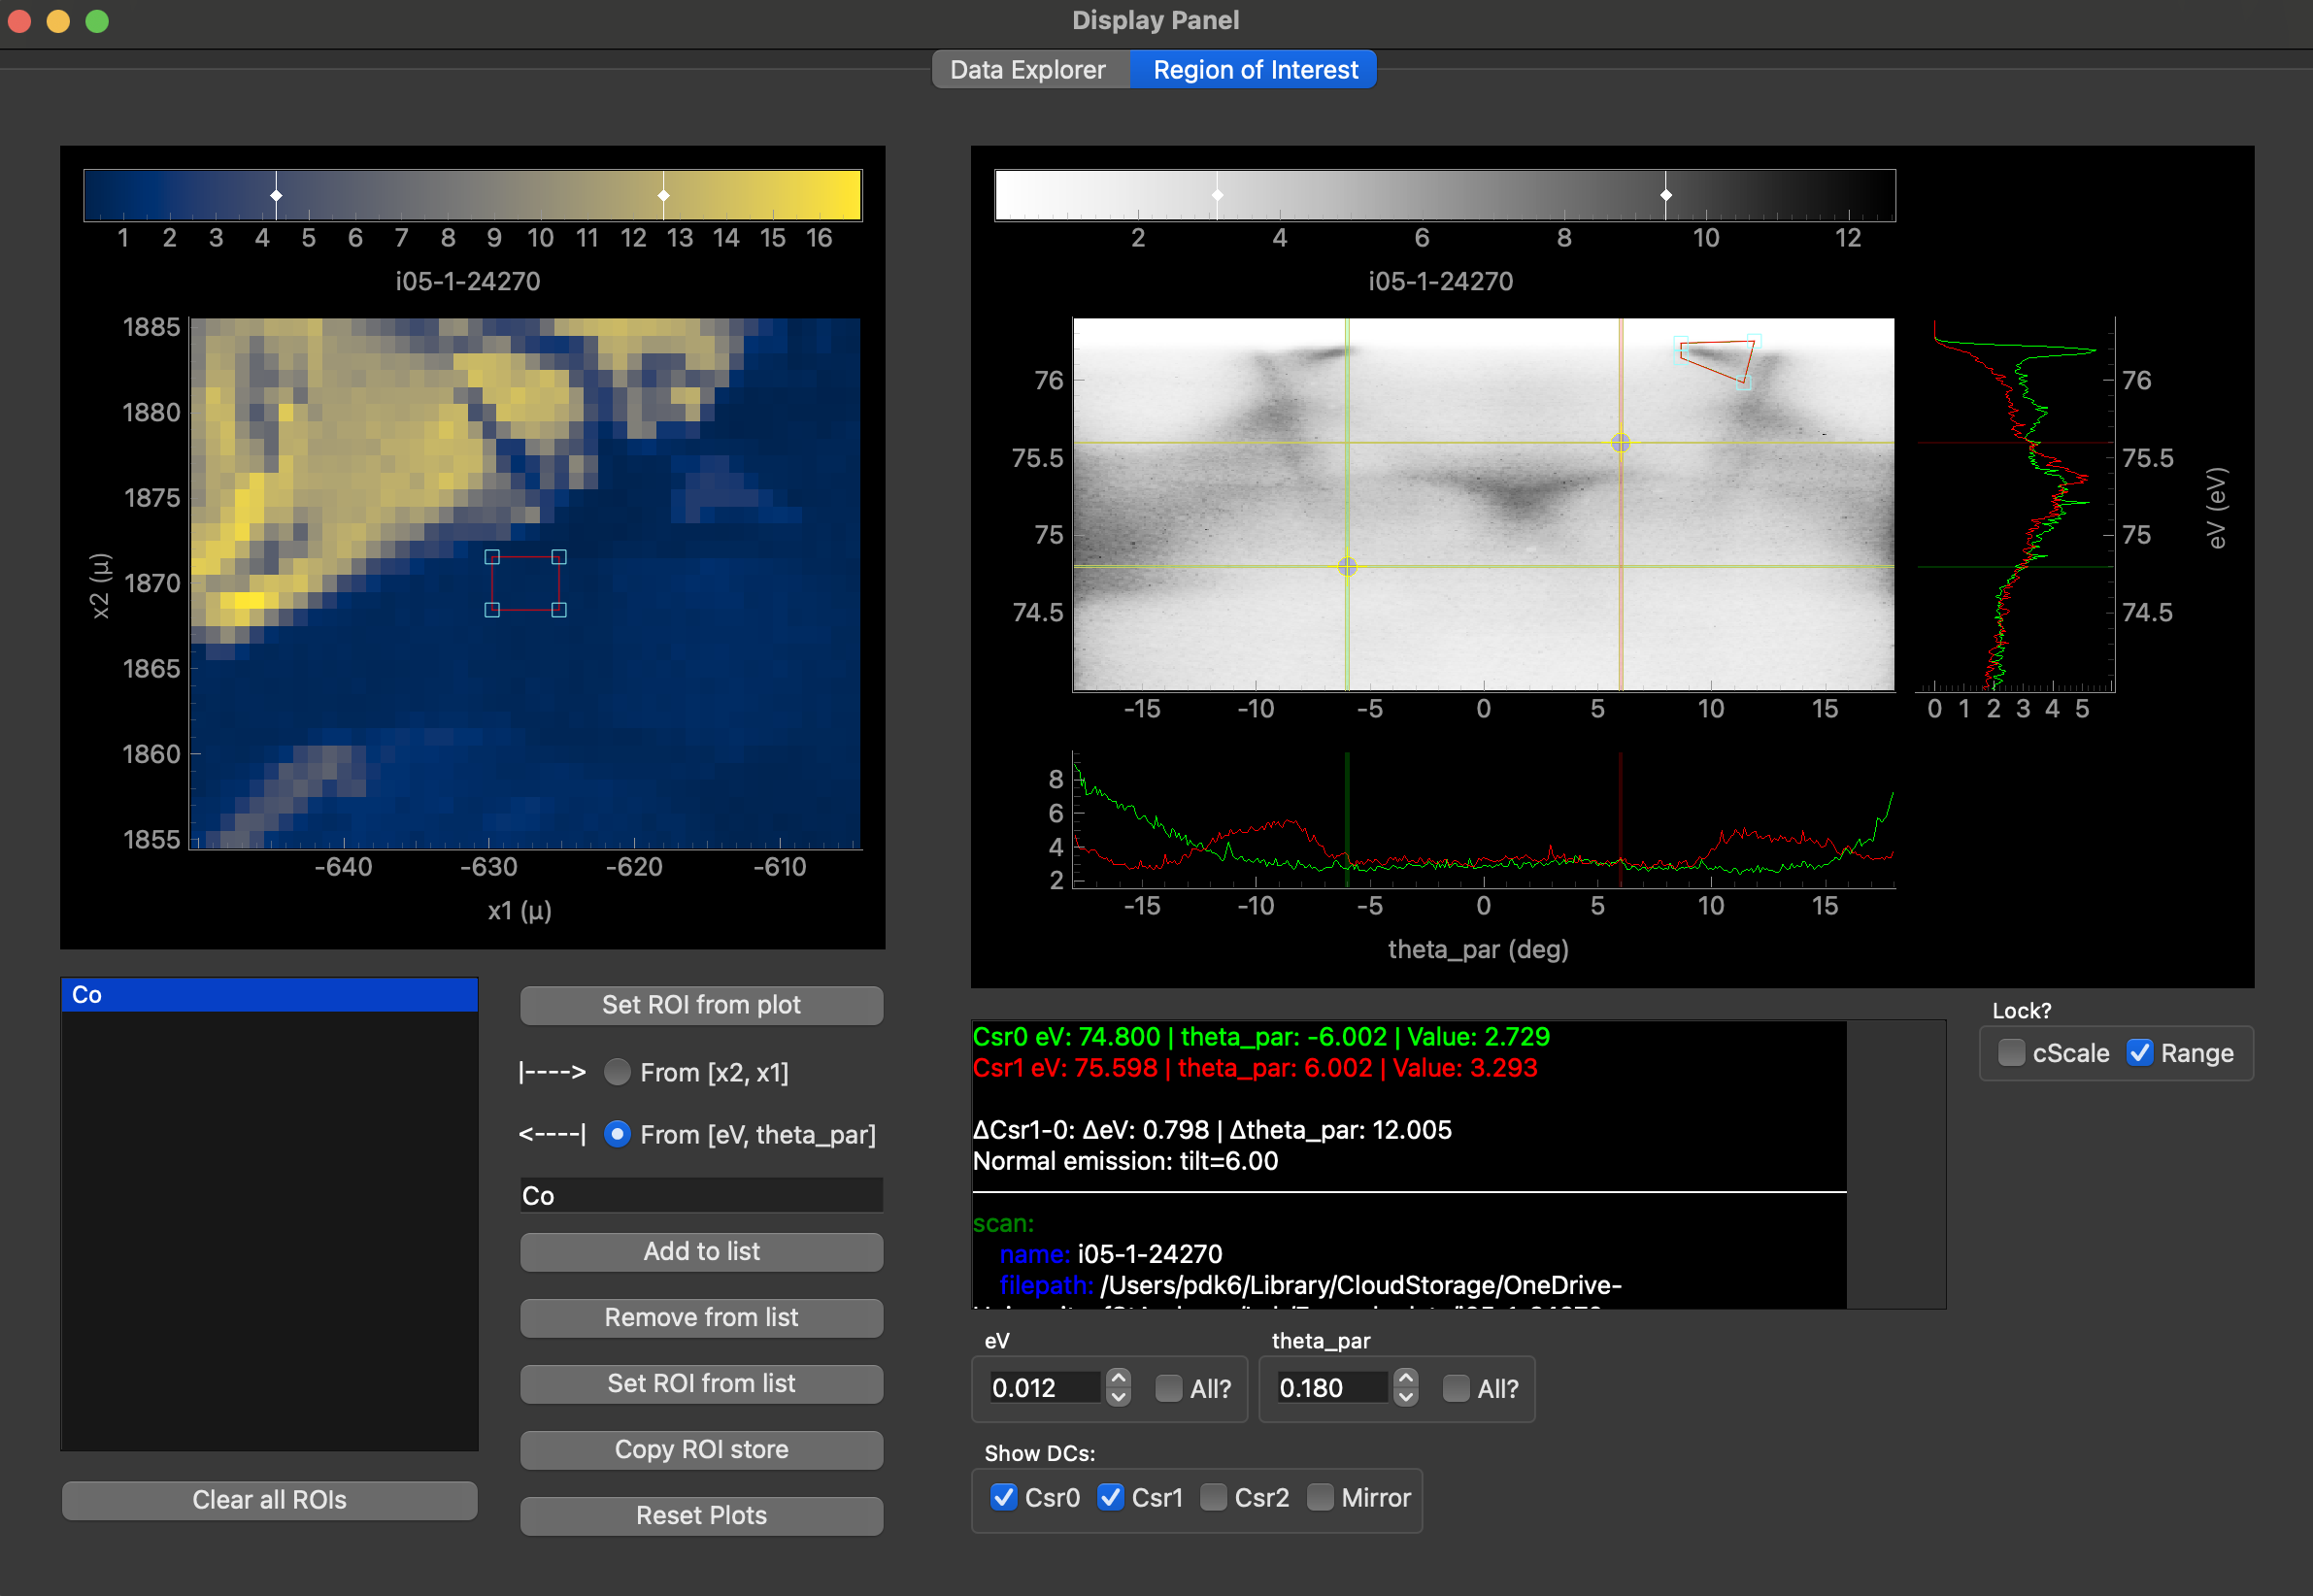 Display Panel
Data Explorer Region of Interest
1 2 3 4 5 6 7 8 9 10 11 12 13 14 15 16
i05-1-24270
1885
1880
1875
1870
1865
1860
1855
x2 (μ)
-640 -630 -620 -610
x1 (μ)
2 4 6 8 10 12
i05-1-24270
76
75.5
75
74.5
-15 -10 -5 0 5 10 15
76
75.5
75
74.5
eV (eV)
0 1 2 3 4 5
8
6
4
2
-15 -10 -5 0 5 10 15
theta_par (deg)
Co
Clear all ROIs
Set ROI from plot
|----> From [x2, x1]
<----| From [eV, theta_par]
Co
Add to list
Remove from list
Set ROI from list
Copy ROI store
Reset Plots
Csr0 eV: 74.800 | theta_par: -6.002 | Value: 2.729
Csr1 eV: 75.598 | theta_par: 6.002 | Value: 3.293
ΔCsr1-0: ΔeV: 0.798 | Δtheta_par: 12.005
Normal emission: tilt=6.00
scan:
name: i05-1-24270
filepath: /Users/pdk6/Library/CloudStorage/OneDrive-
Lock?
cScale Range
eV
0.012 All?
theta_par
0.180 All?
Show DCs:
Csr0 Csr1 Csr2 Mirror